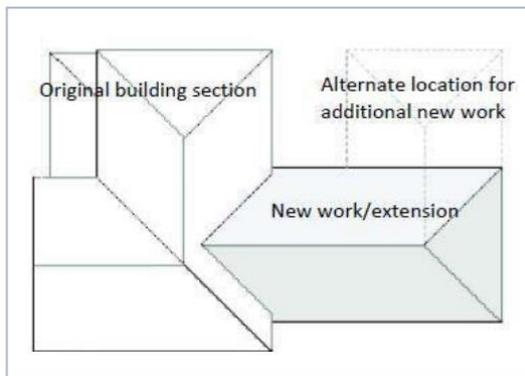 Original building section
Alternate location for
additional new work
New work/extension